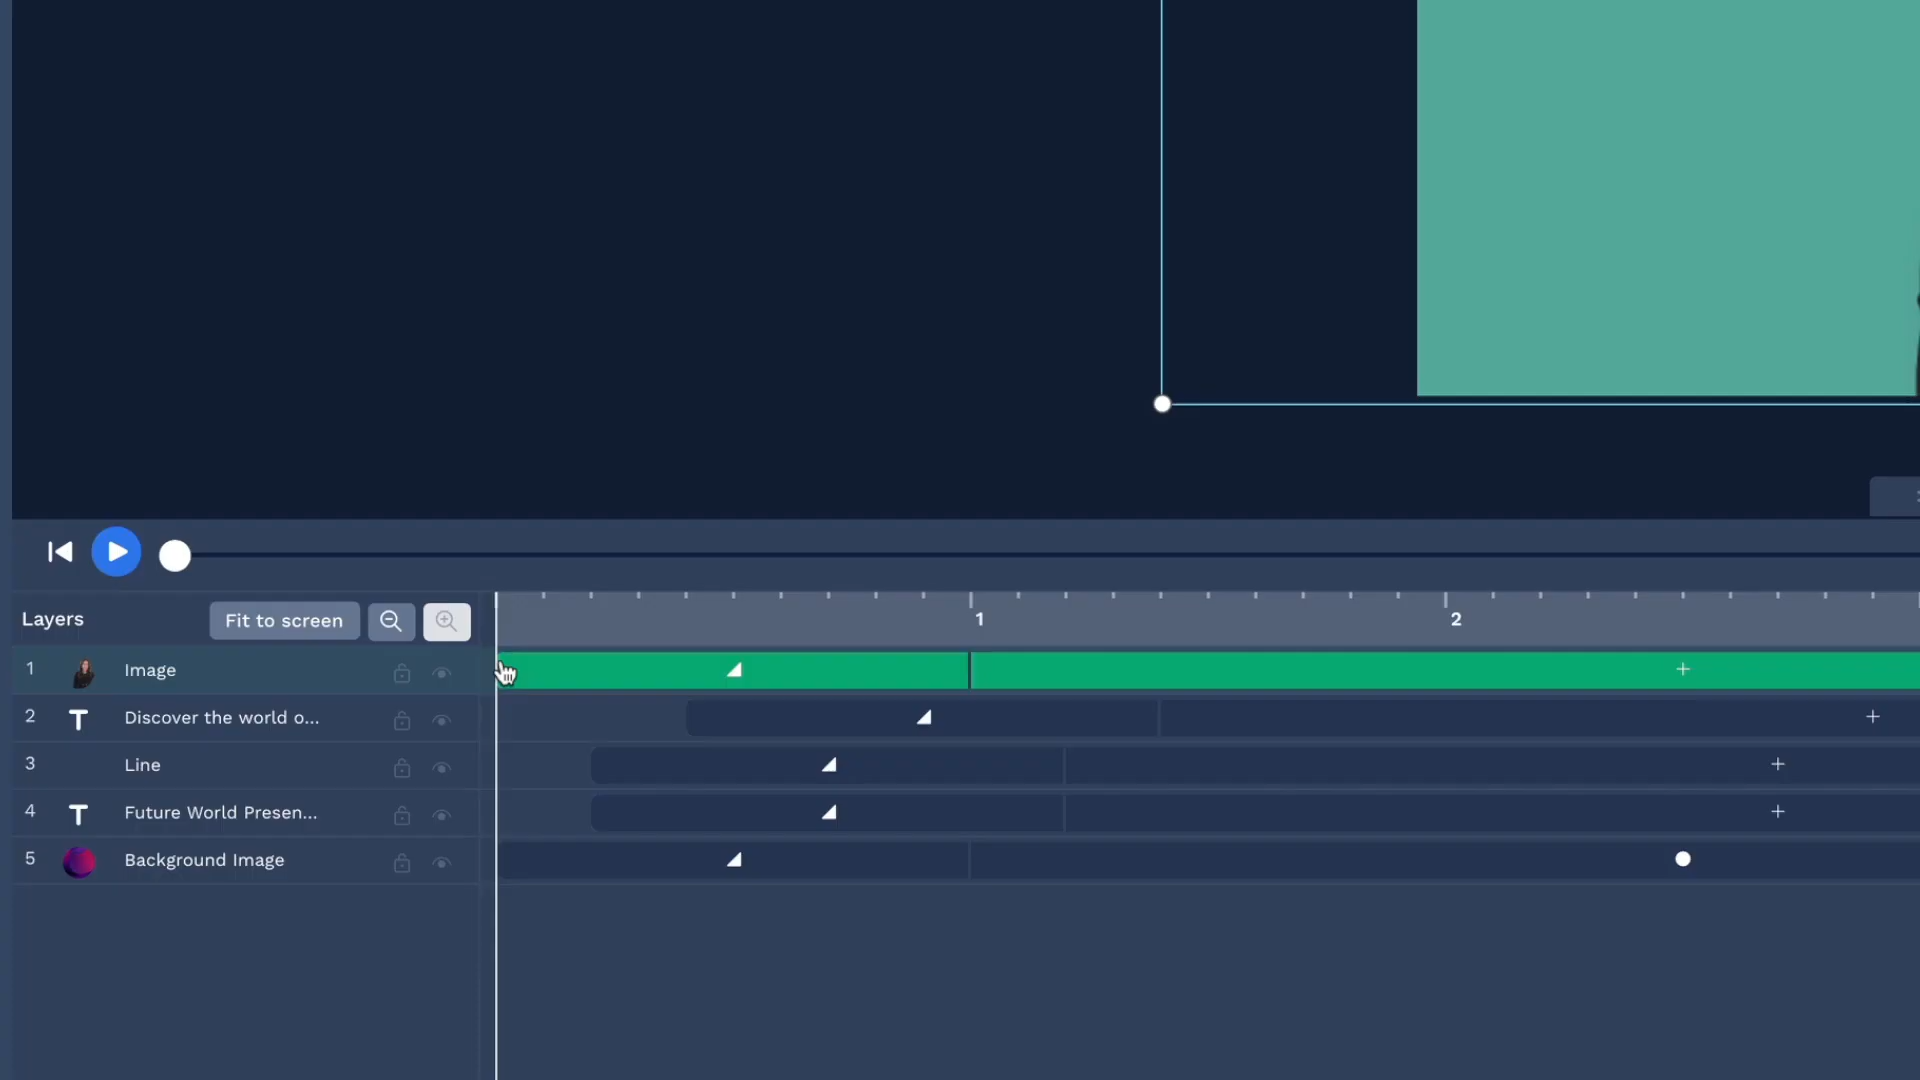 Layers
Fit to screen
1
2
1 Image
2 T Discover the world o...
3 Line
4 T Future World Presen...
5 Background Image